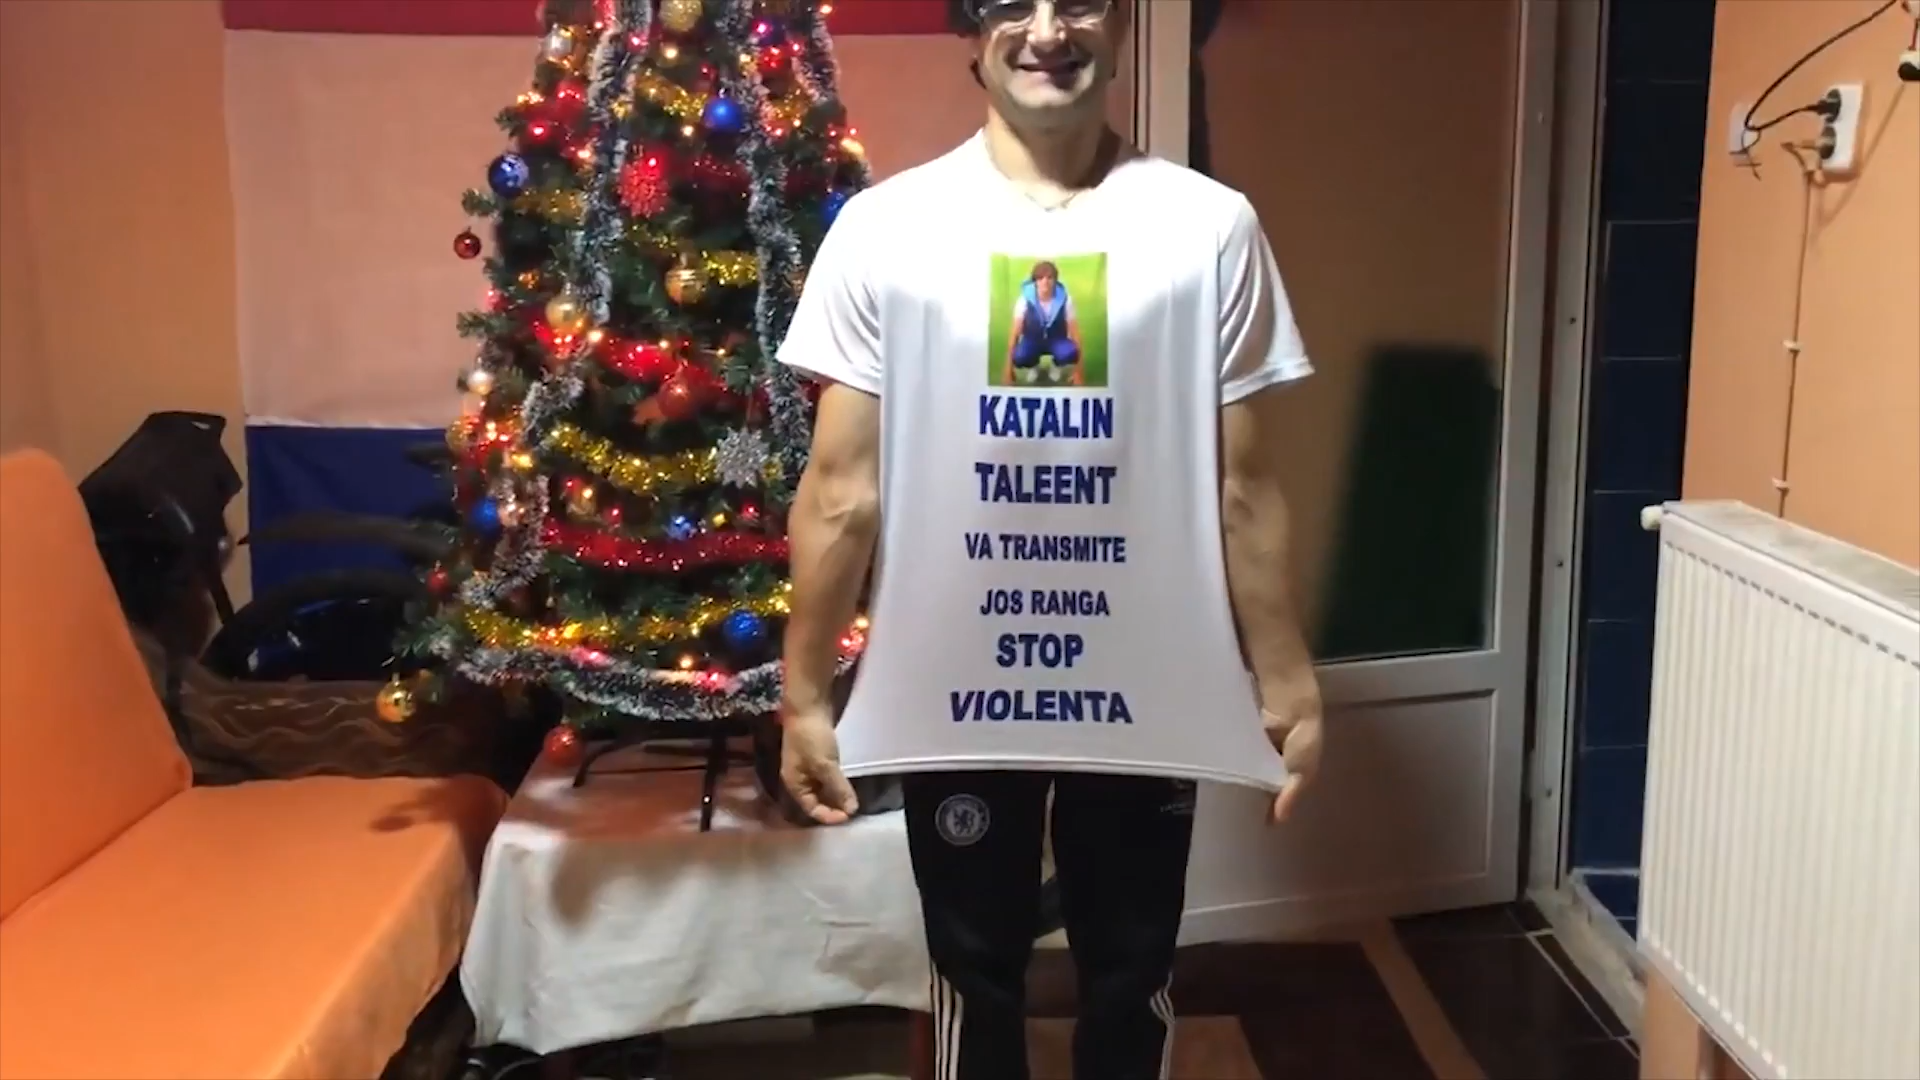 KATALIN
TALEENT
VA TRANSMITE
JOS RANGA
STOP
VIOLENTA